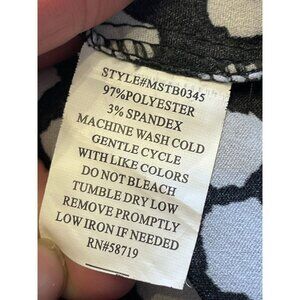 STYLE#MSTB0345
97%POLYESTER
3% SPANDEX
MACHINE WASH COLD
GENTLE CYCLE
WITH LIKE COLORS
DO NOT BLEACH
TUMBLE DRY LOW
REMOVE PROMPTLY
LOW IRON IF NEEDED
RN#58719